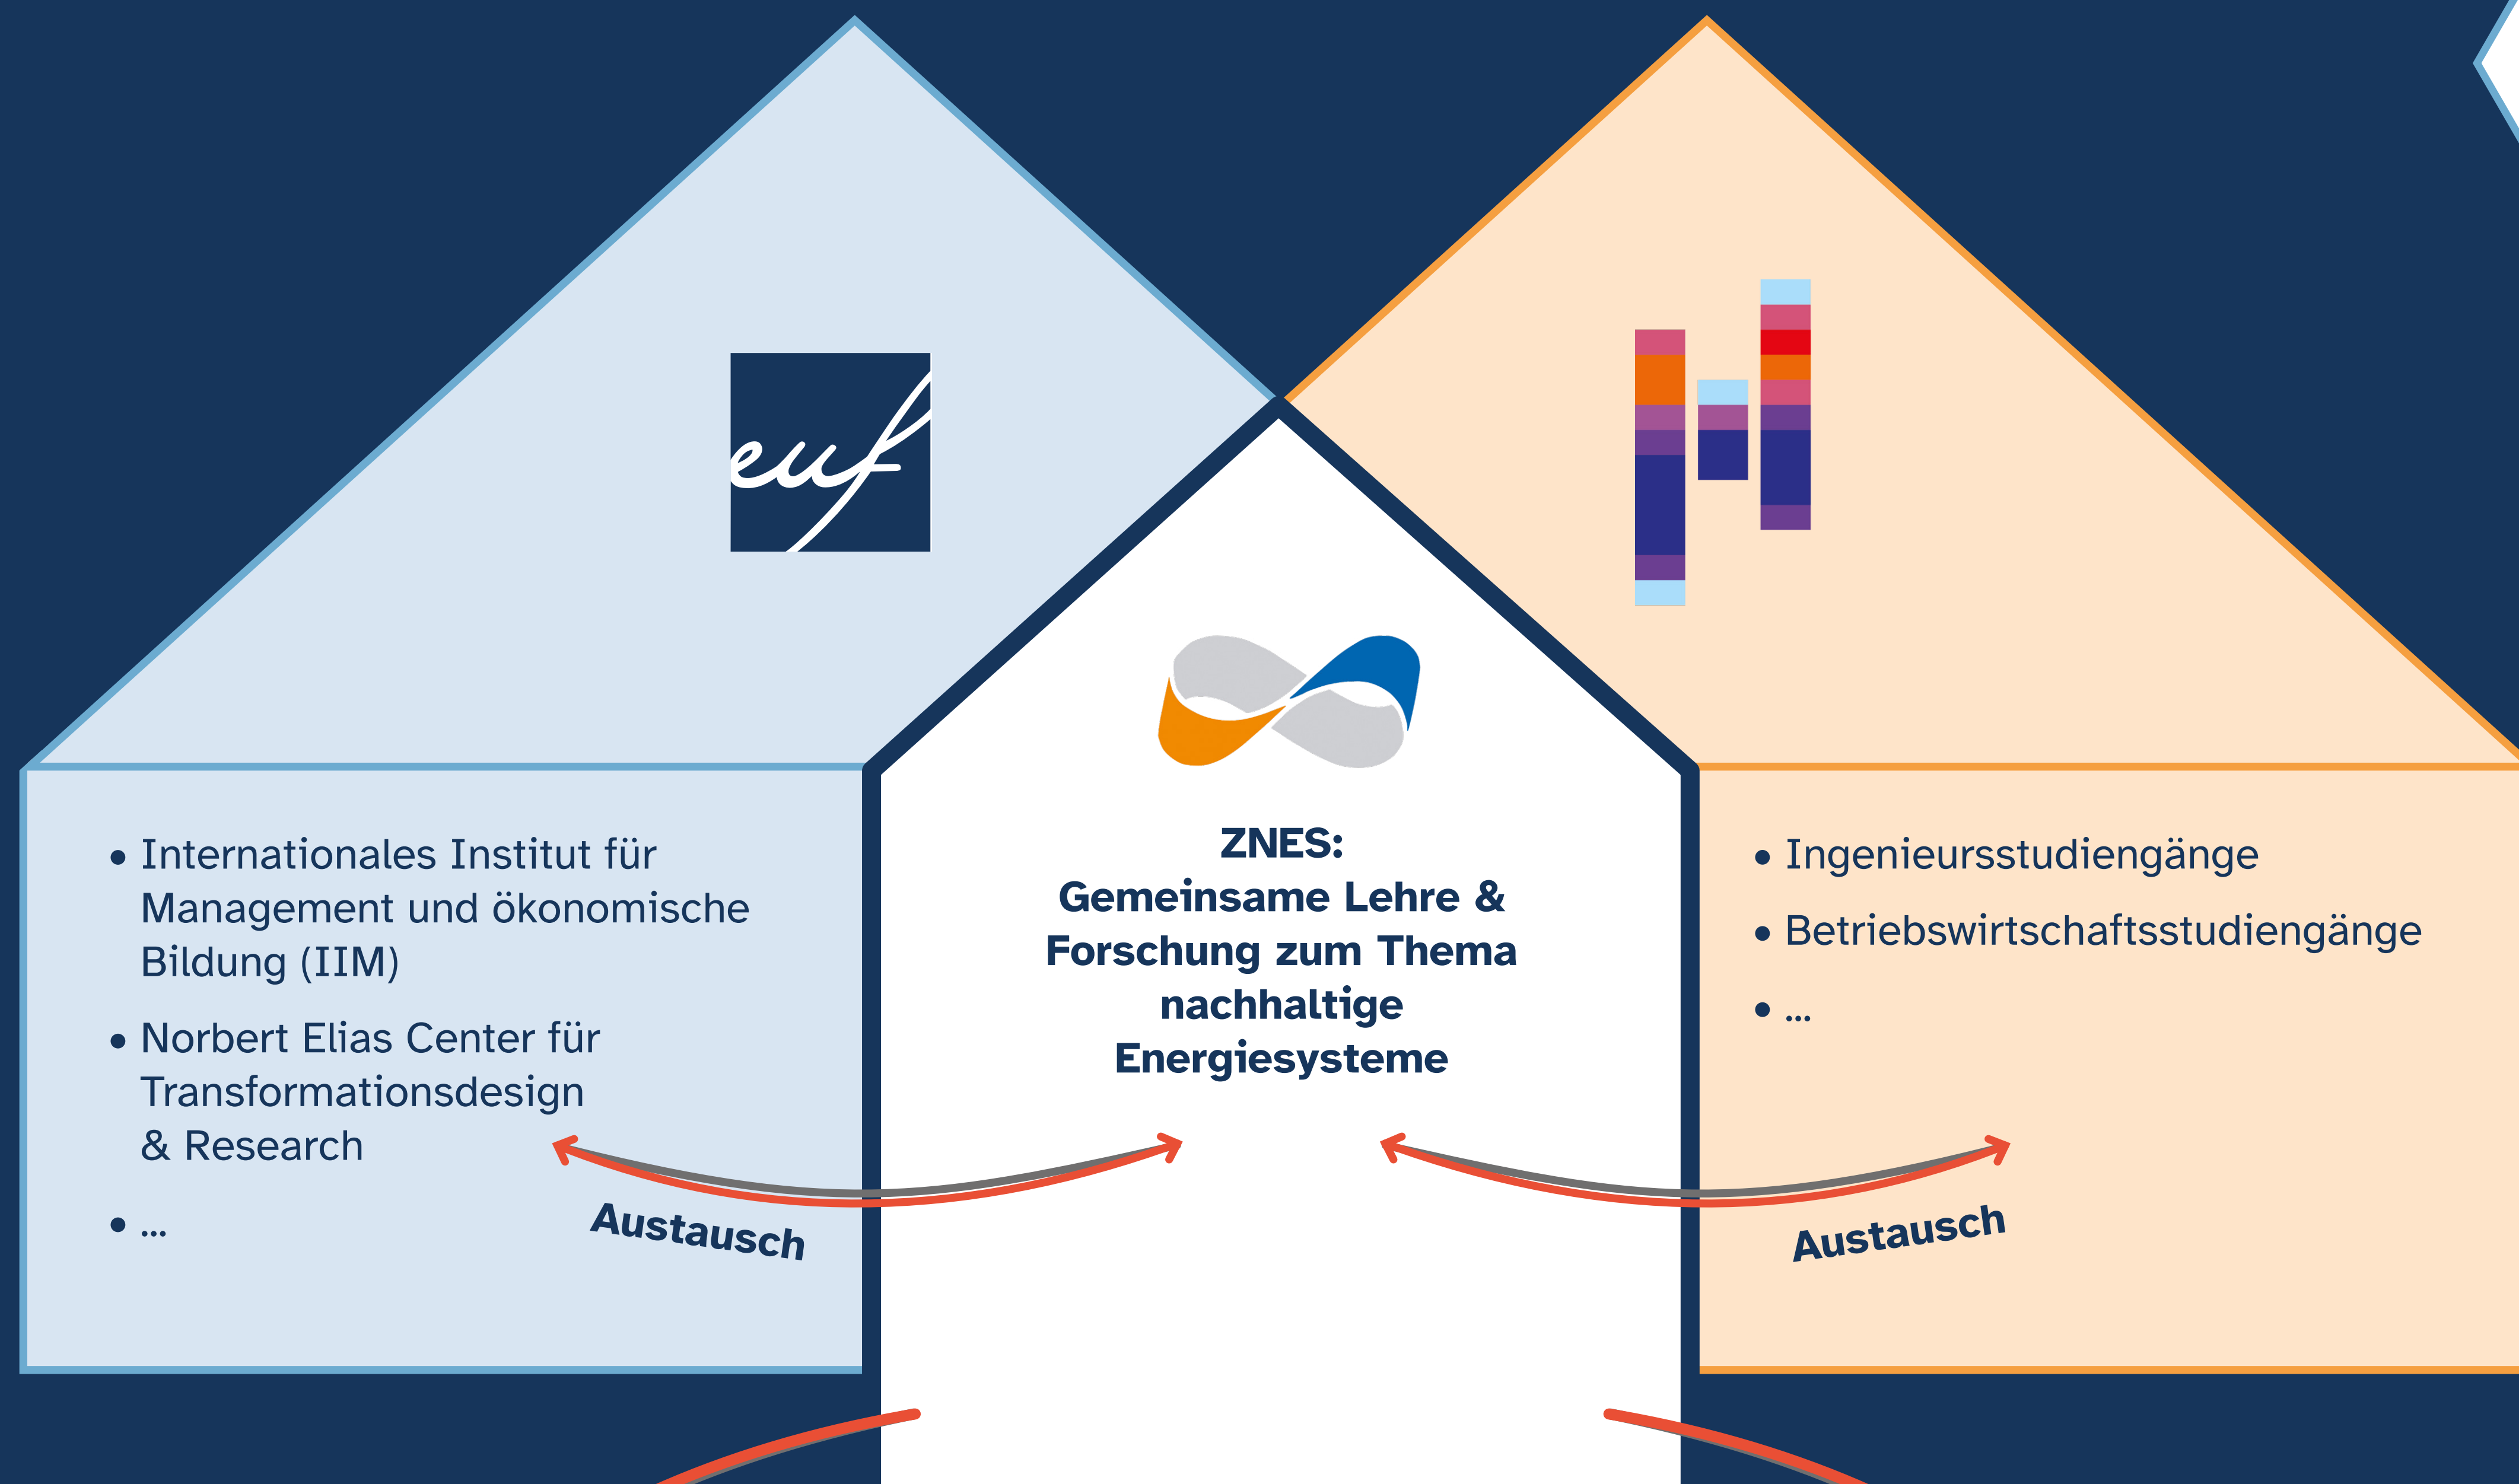 euf
Internationales Institut für
Management und ökonomische
Bildung (IIM)
Norbert Elias Center für
Transformationsdesign
& Research
...
Austausch
ZNES:
Gemeinsame Lehre &
Forschung zum Thema
nachhaltige
Energiesysteme
Ingenieursstudiengänge
Betriebswirtschaftsstudiengänge
...
Austausch